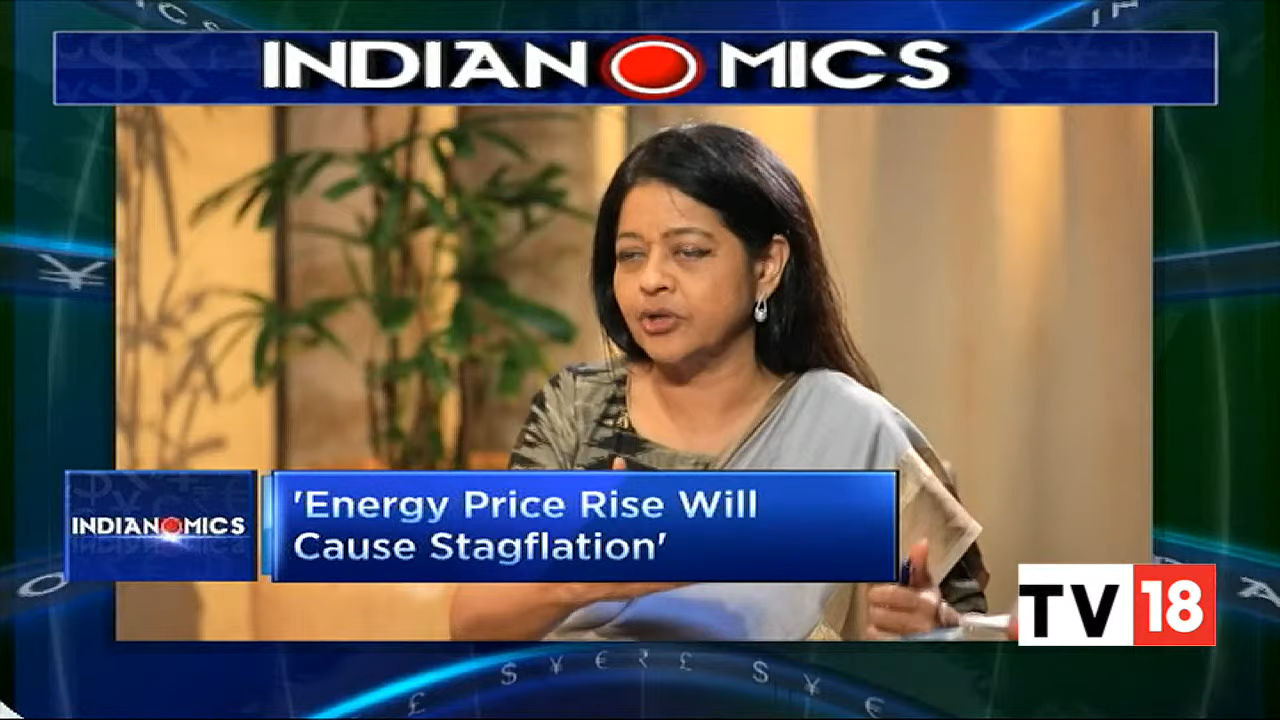 INDIANOMICS
INDIANOMICS
'Energy Price Rise Will
Cause Stagflation'
TV18